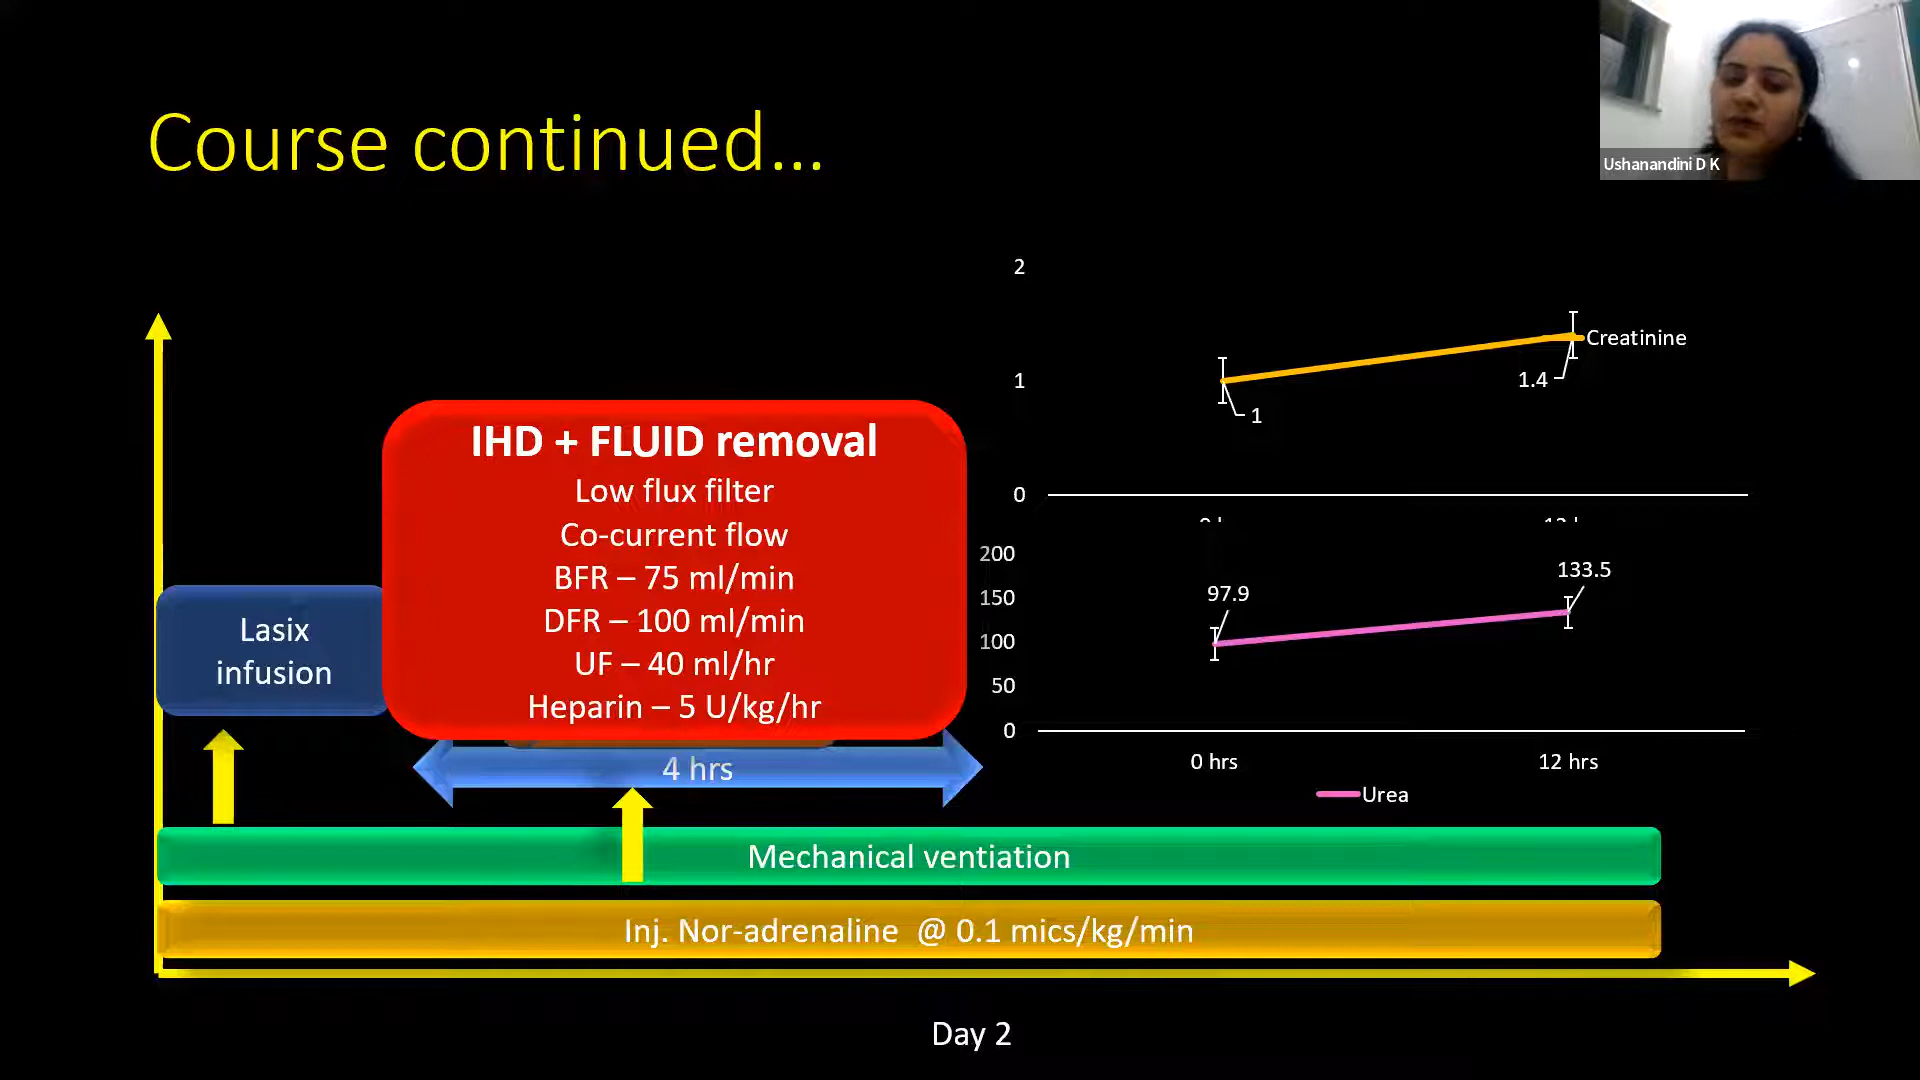 Course continued...
Ushanandini D K
2
1
0
Creatinine
1
1.4
IHD + FLUID removal
Low flux filter
Co-current flow
BFR – 75 ml/min
DFR – 100 ml/min
UF – 40 ml/hr
Heparin – 5 U/kg/hr
Lasix
infusion
4 hrs
200
150
100
50
0
97.9
133.5
0 hrs
12 hrs
Urea
Mechanical ventiation
Inj. Nor-adrenaline @ 0.1 mics/kg/min
Day 2